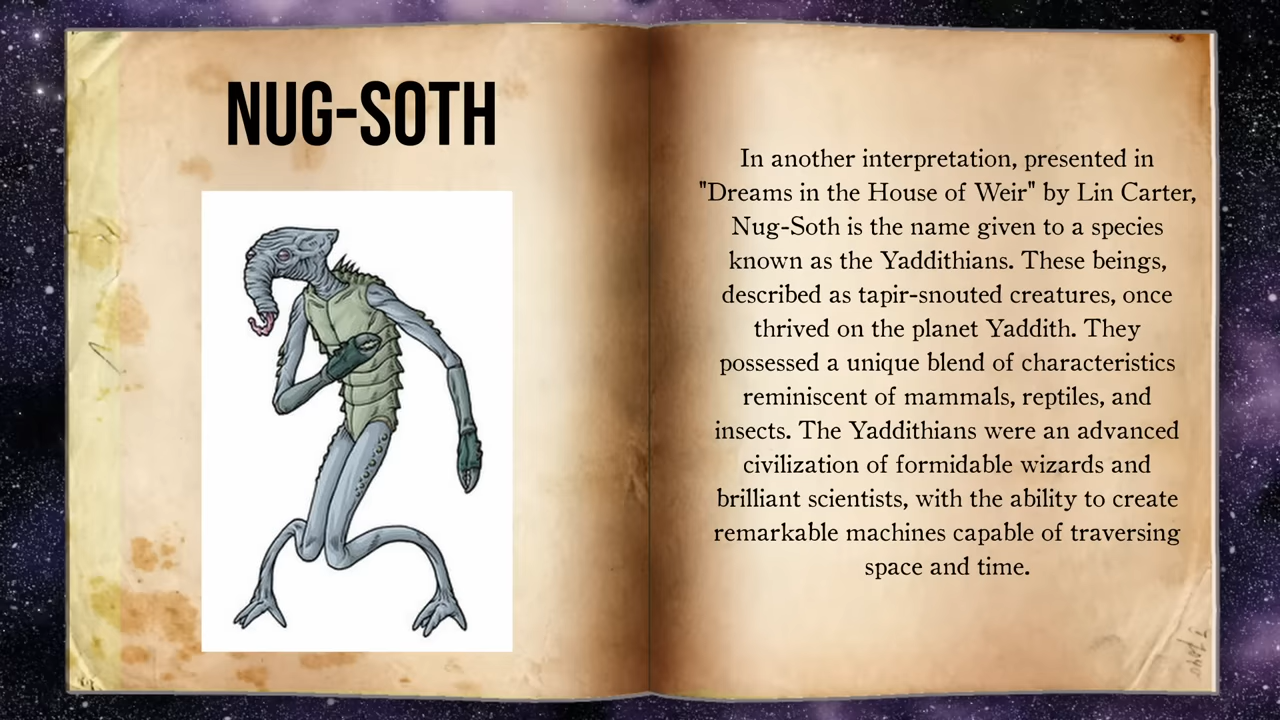 NUG-SOTH
In another interpretation, presented in
"Dreams in the House of Weir" by Lin Carter,
Nug-Soth is the name given to a species
known as the Yaddithians. These beings,
described as tapir-snouted creatures, once
thrived on the planet Yaddith. They
possessed a unique blend of characteristics
reminiscent of mammals, reptiles, and
insects. The Yaddithians were an advanced
civilization of formidable wizards and
brilliant scientists, with the ability to create
remarkable machines capable of traversing
space and time.